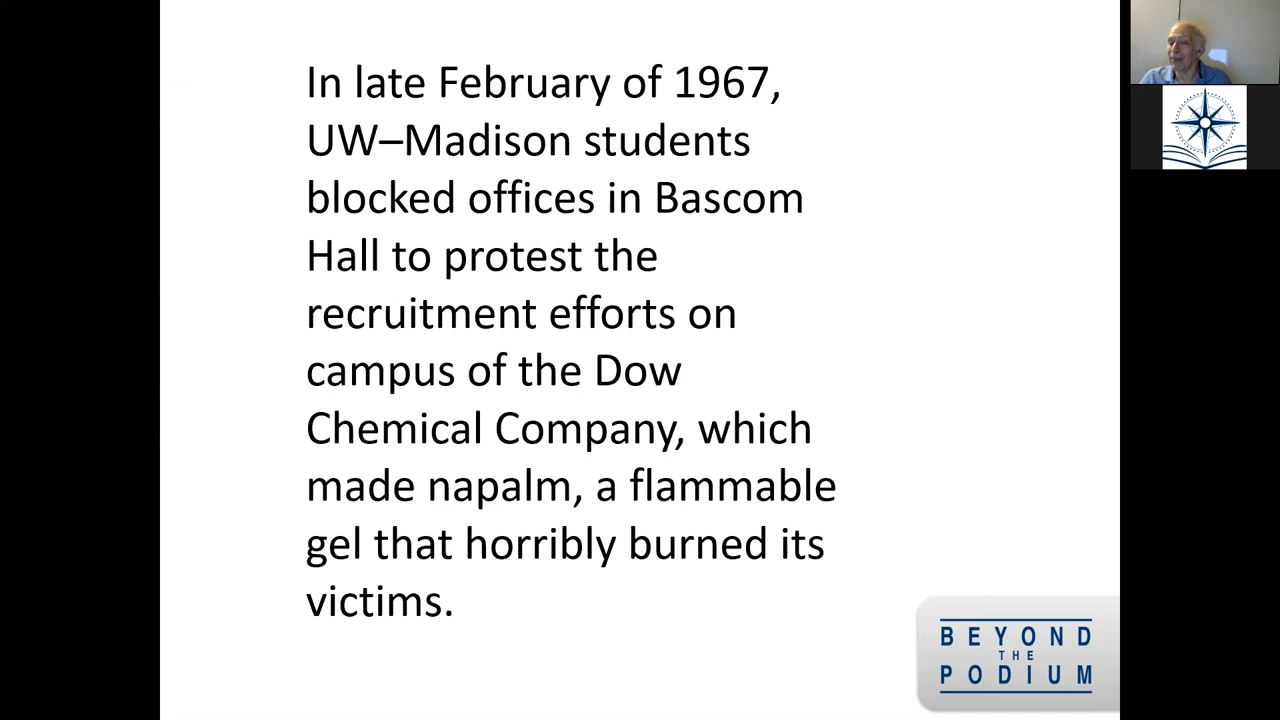 In late February of 1967,
UW–Madison students
blocked offices in Bascom
Hall to protest the
recruitment efforts on
campus of the Dow
Chemical Company, which
made napalm, a flammable
gel that horribly burned its
victims.
BEYOND
THE
PODIUM